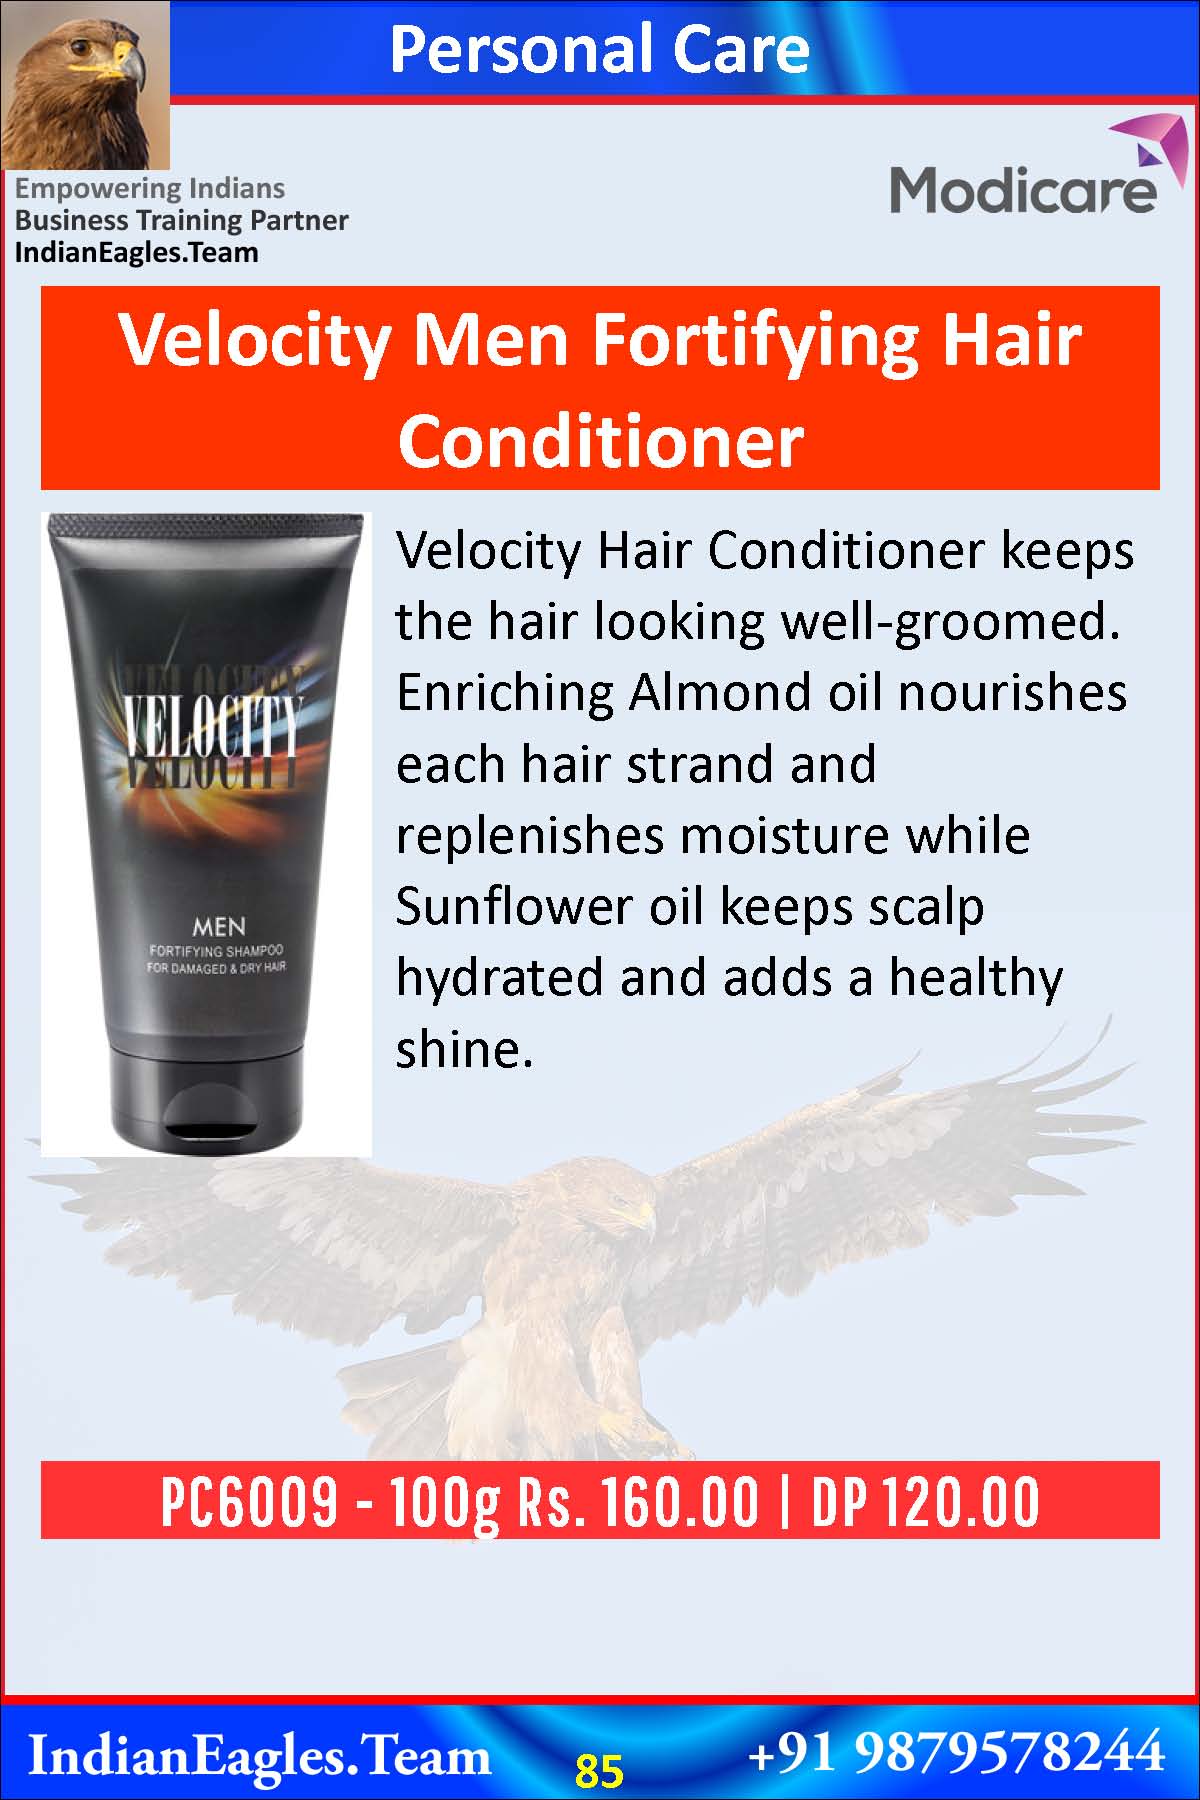 Personal Care
Empowering Indians
Business Training Partner
IndianEagles.Team
Modicare
Velocity Men Fortifying Hair
Conditioner
VELOCITY
VELOCITY
VELOCITY
MEN
FORTIFYING SHAMPOO
FOR DAMAGED & DRY HAIR
Velocity Hair Conditioner keeps
the hair looking well-groomed.
Enriching Almond oil nourishes
each hair strand and
replenishes moisture while
Sunflower oil keeps scalp
hydrated and adds a healthy
shine.
PC6009 - 100g Rs. 160.00 | DP 120.00
IndianEagles.Team
85
+91 9879578244